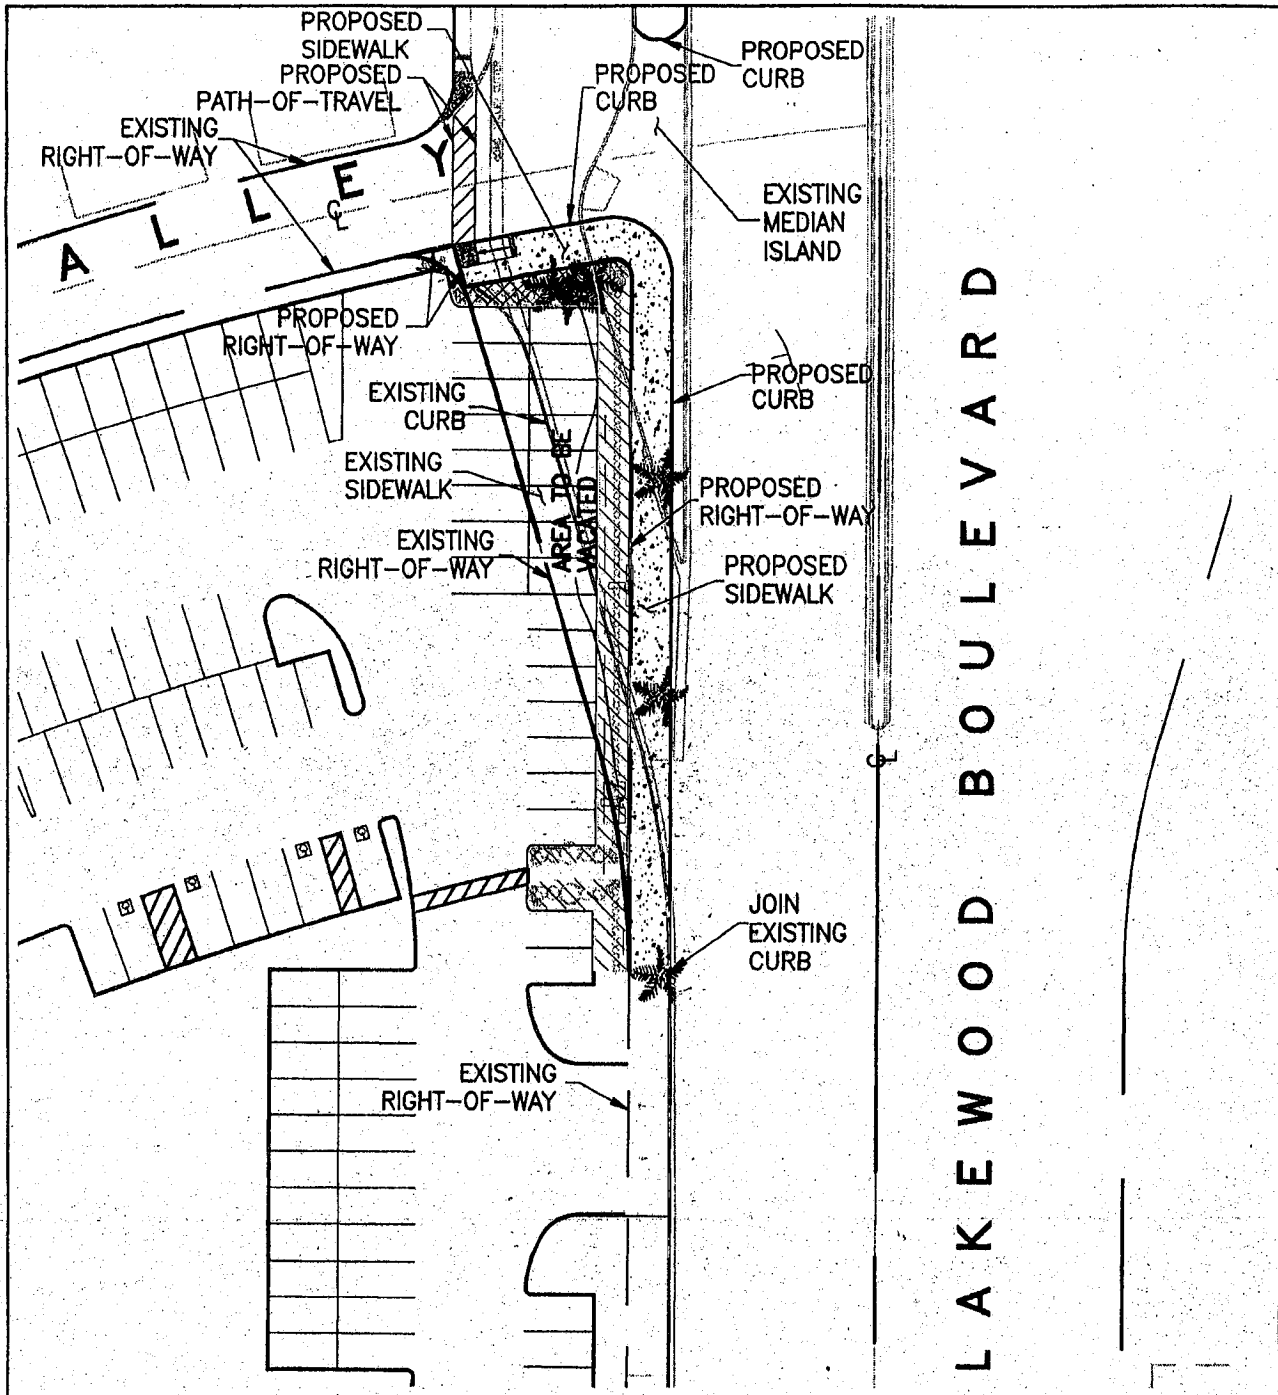 PROPOSED
SIDEWALK
PROPOSED
PATH-OF-TRAVEL
EXISTING
RIGHT-OF-WAY
PROPOSED
CURB
PROPOSED
CURB
ALLEY
CL
EXISTING
MEDIAN
ISLAND
PROPOSED
RIGHT-OF-WAY
EXISTING
CURB
PROPOSED
CURB
EXISTING
SIDEWALK
AREA TO BE
VACATED
PROPOSED
RIGHT-OF-WAY
EXISTING
RIGHT-OF-WAY
PROPOSED
SIDEWALK
LAKEWOOD BOULEVARD
CL
JOIN
EXISTING
CURB
EXISTING
RIGHT-OF-WAY